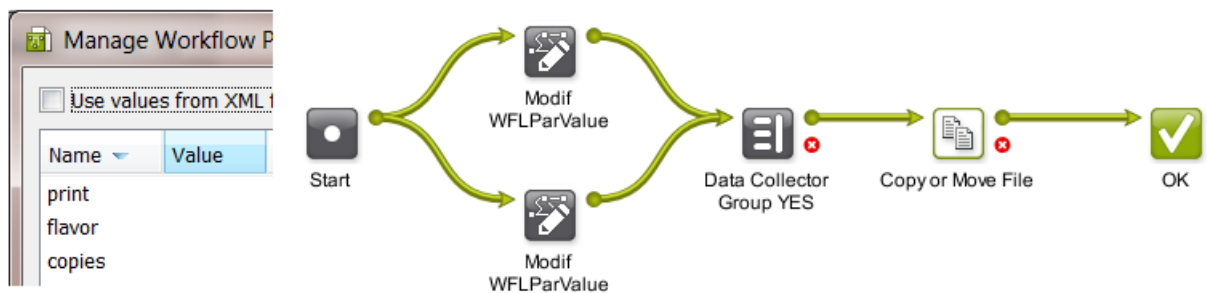 Manage Workflow P
Use values from XML f
Name
Value
print
flavor
copies
Start
Modif
WFLParValue
Modif
WFLParValue
Data Collector
Group YES
Copy or Move File
OK